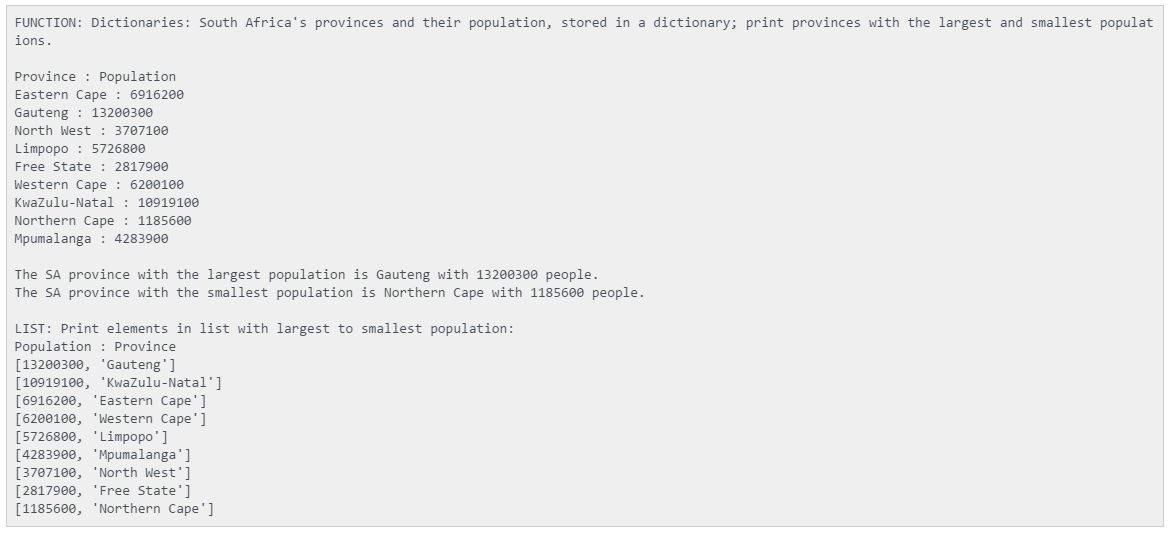 FUNCTION: Dictionaries: South Africa's provinces and their population, stored in a dictionary; print provinces with the largest and smallest populat
ions.
Province : Population
Eastern Cape : 6916200
Gauteng : 13200300
North West : 3707100
Limpopo : 5726800
Free State : 2817900
Western Cape : 6200100
KwaZulu-Natal : 10919100
Northern Cape : 1185600
Mpumalanga : 4283900
The SA province with the largest population is Gauteng with 13200300 people.
The SA province with the smallest population is Northern Cape with 1185600 people.
LIST: Print elements in list with largest to smallest population:
Population : Province
[13200300, 'Gauteng']
[10919100, 'KwaZulu-Natal']
[6916200, 'Eastern Cape']
[6200100, 'Western Cape']
[5726800, 'Limpopo']
[4283900, 'Mpumalanga']
[3707100, 'North West']
[2817900, 'Free State']
[1185600, 'Northern Cape']